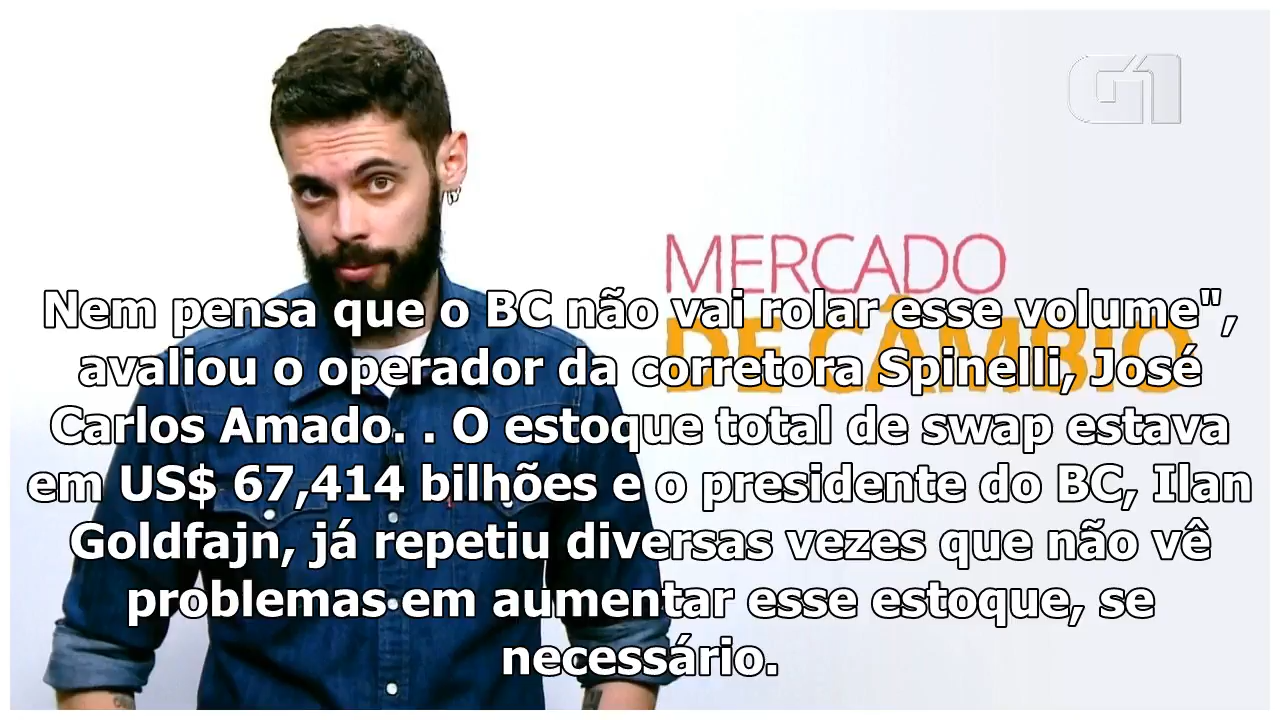 G1
MERCADO
DE CÂMBIO
Nem pensa que o BC não vai rolar esse volume",
avaliou o operador da corretora Spinelli, José
Carlos Amado. . O estoque total de swap estava
em US$ 67,414 bilhões e o presidente do BC, Ilan
Goldfajn, já repetiu diversas vezes que não vê
problemas em aumentar esse estoque, se
necessário.